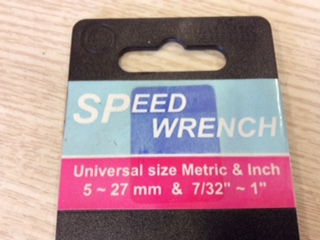 SPEED
WRENCH
Universal size Metric & Inch
5 ~ 27 mm & 7/32" ~ 1"